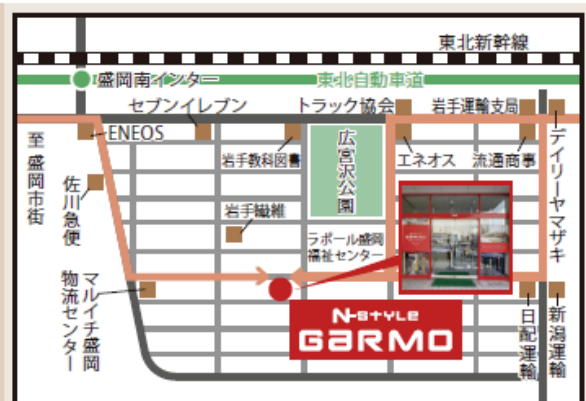 東北新幹線
盛岡南インター
東北自動車道
セブンイレブン
トラック協会
岩手運輸支局
ENEOS
岩手教科図書
広宮沢公園
エネオス
流通商事
デイリーヤマザキ
至 盛岡市街
佐川急便
岩手繊維
ラポール盛岡
福祉センター
マルイチ盛岡
物流センター
N-STYLE
GARMO
日配運輸
新潟運輸